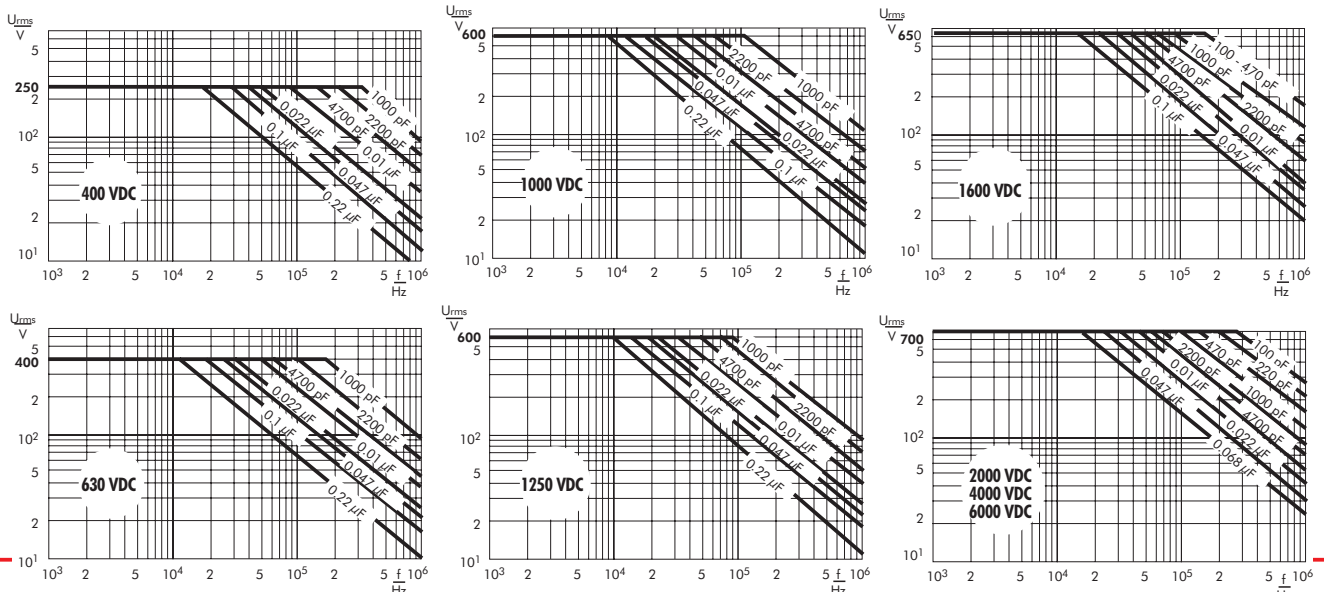 Urms
V
5
250
2
10²
5
2
10¹
10³ 2 5 10⁴ 2 5 10⁵ 2 5 10⁶
f
Hz
400 VDC
1000 pF
2200 pF
4700 pF
0.01 µF
0.022 µF
0.047 µF
0.1 µF
0.22 µF
Urms
V
600
5
2
10²
5
2
10¹
10³ 2 5 10⁴ 2 5 10⁵ 2 5 10⁶
f
Hz
1000 VDC
1000 pF
2200 pF
4700 pF
0.01 µF
0.022 µF
0.047 µF
0.1 µF
0.22 µF
Urms
V
650
5
2
10²
5
2
10¹
10³ 2 5 10⁴ 2 5 10⁵ 2 5 10⁶
f
Hz
1600 VDC
100 - 470 pF
1000 pF
2200 pF
4700 pF
0.01 µF
0.022 µF
0.047 µF
0.1 µF
Urms
V
5
400
2
10²
5
2
10¹
10³ 2 5 10⁴ 2 5 10⁵ 2 5 10⁶
f
Hz
630 VDC
1000 pF
2200 pF
4700 pF
0.01 µF
0.022 µF
0.047 µF
0.1 µF
0.22 µF
Urms
V
600
5
2
10²
5
2
10¹
10³ 2 5 10⁴ 2 5 10⁵ 2 5 10⁶
f
Hz
1250 VDC
1000 pF
2200 pF
4700 pF
0.01 µF
0.022 µF
0.047 µF
0.1 µF
0.22 µF
Urms
V
700
5
2
10²
5
2
10¹
10³ 2 5 10⁴ 2 5 10⁵ 2 5 10⁶
f
Hz
2000 VDC
4000 VDC
6000 VDC
100 pF
220 pF
470 pF
1000 pF
2200 pF
4700 pF
0.01 µF
0.022 µF
0.047 µF
0.068 µF